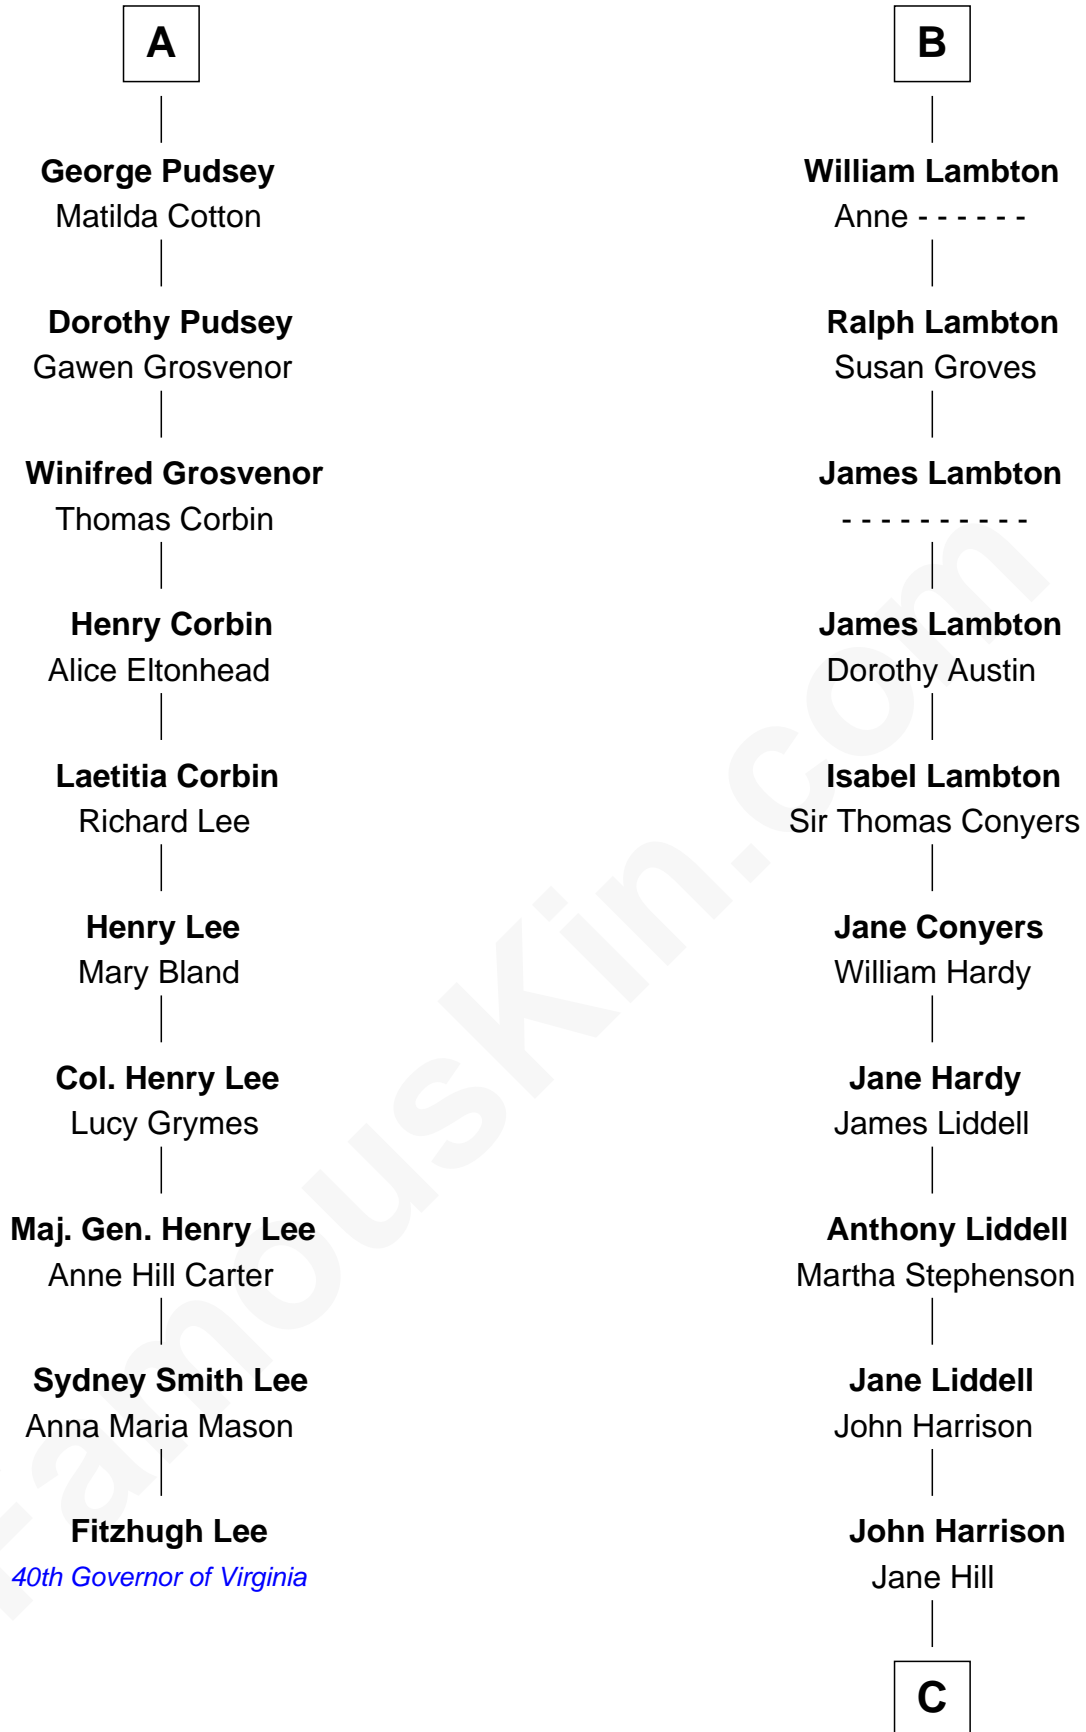 A
George Pudsey
Matilda Cotton
Dorothy Pudsey
Gawen Grosvenor
Winifred Grosvenor
Thomas Corbin
Henry Corbin
Alice Eltonhead
Laetitia Corbin
Richard Lee
Henry Lee
Mary Bland
Col. Henry Lee
Lucy Grymes
Maj. Gen. Henry Lee
Anne Hill Carter
Sydney Smith Lee
Anna Maria Mason
Fitzhugh Lee
40th Governor of Virginia
B
William Lambton
Anne - - - - - -
Ralph Lambton
Susan Groves
James Lambton
- - - - - - - - - -
James Lambton
Dorothy Austin
Isabel Lambton
Sir Thomas Conyers
Jane Conyers
William Hardy
Jane Hardy
James Liddell
Anthony Liddell
Martha Stephenson
Jane Liddell
John Harrison
John Harrison
Jane Hill
C
FamousKin.com